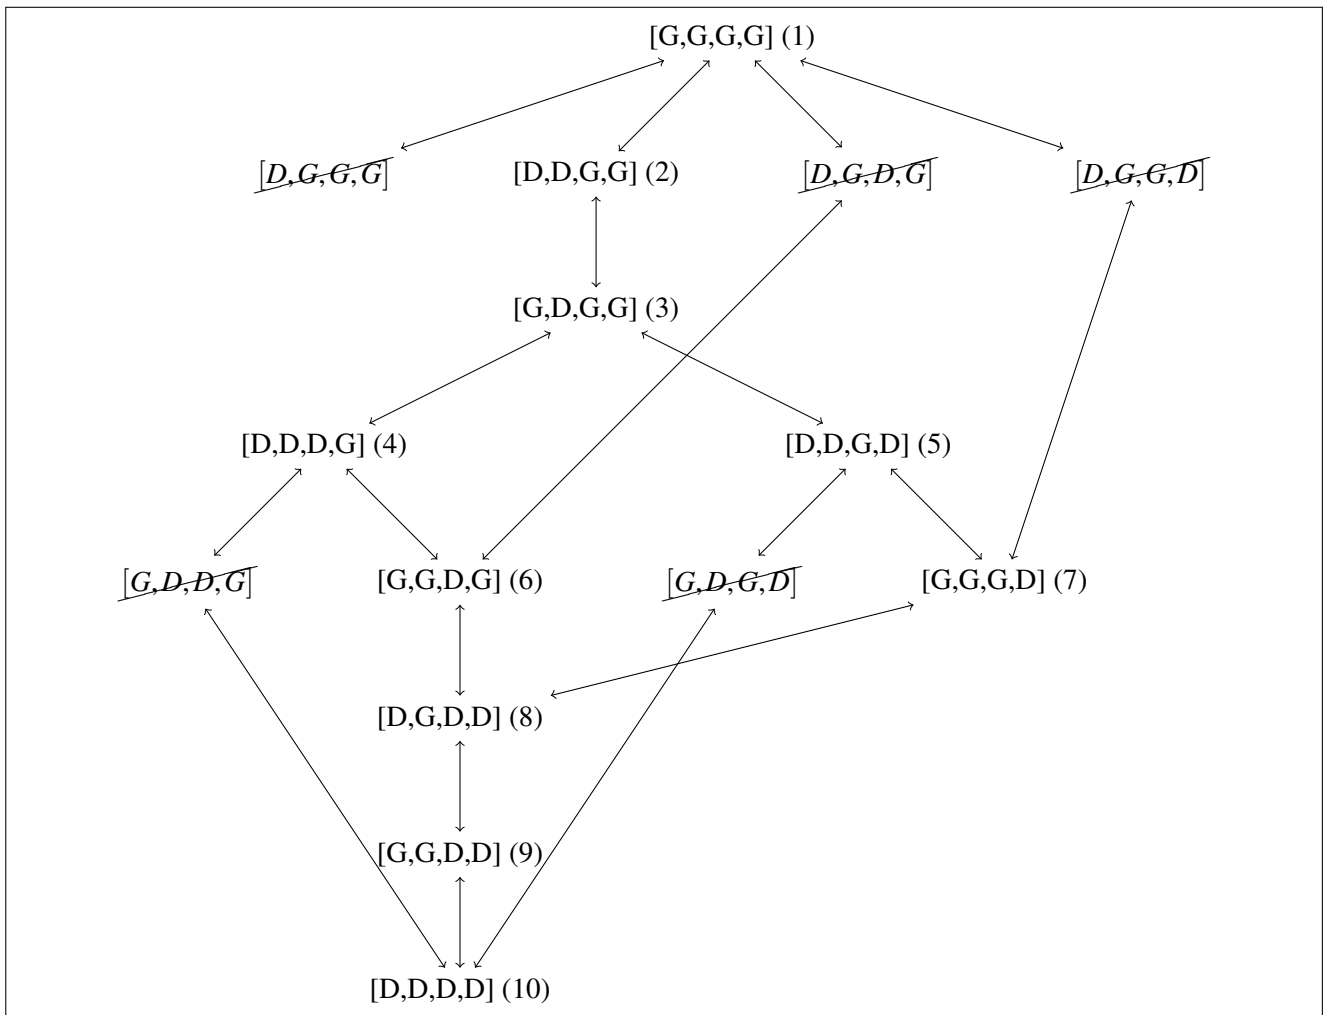 [G,G,G,G] (1)
[D,G,G,G]
[D,D,G,G] (2)
[D,G,D,G]
[D,G,G,D]
[G,D,G,G] (3)
[D,D,D,G] (4)
[D,D,G,D] (5)
[G,D,D,G]
[G,G,D,G] (6)
[G,D,G,D]
[G,G,G,D] (7)
[D,G,D,D] (8)
[G,G,D,D] (9)
[D,D,D,D] (10)